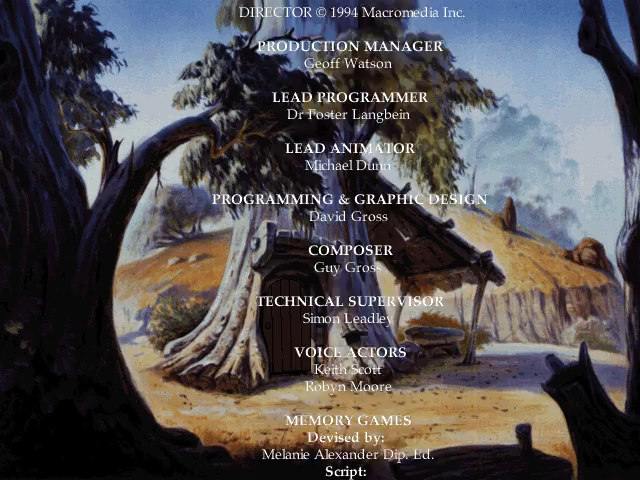 DIRECTOR © 1994 Macromedia Inc.
PRODUCTION MANAGER
Geoff Watson
LEAD PROGRAMMER
Dr Foster Langbein
LEAD ANIMATOR
Michael Dunn
PROGRAMMING & GRAPHIC DESIGN
David Gross
COMPOSER
Guy Gross
TECHNICAL SUPERVISOR
Simon Leadley
VOICE ACTORS
Keith Scott
Robyn Moore
MEMORY GAMES
Devised by:
Melanie Alexander Dip. Ed.
Script: